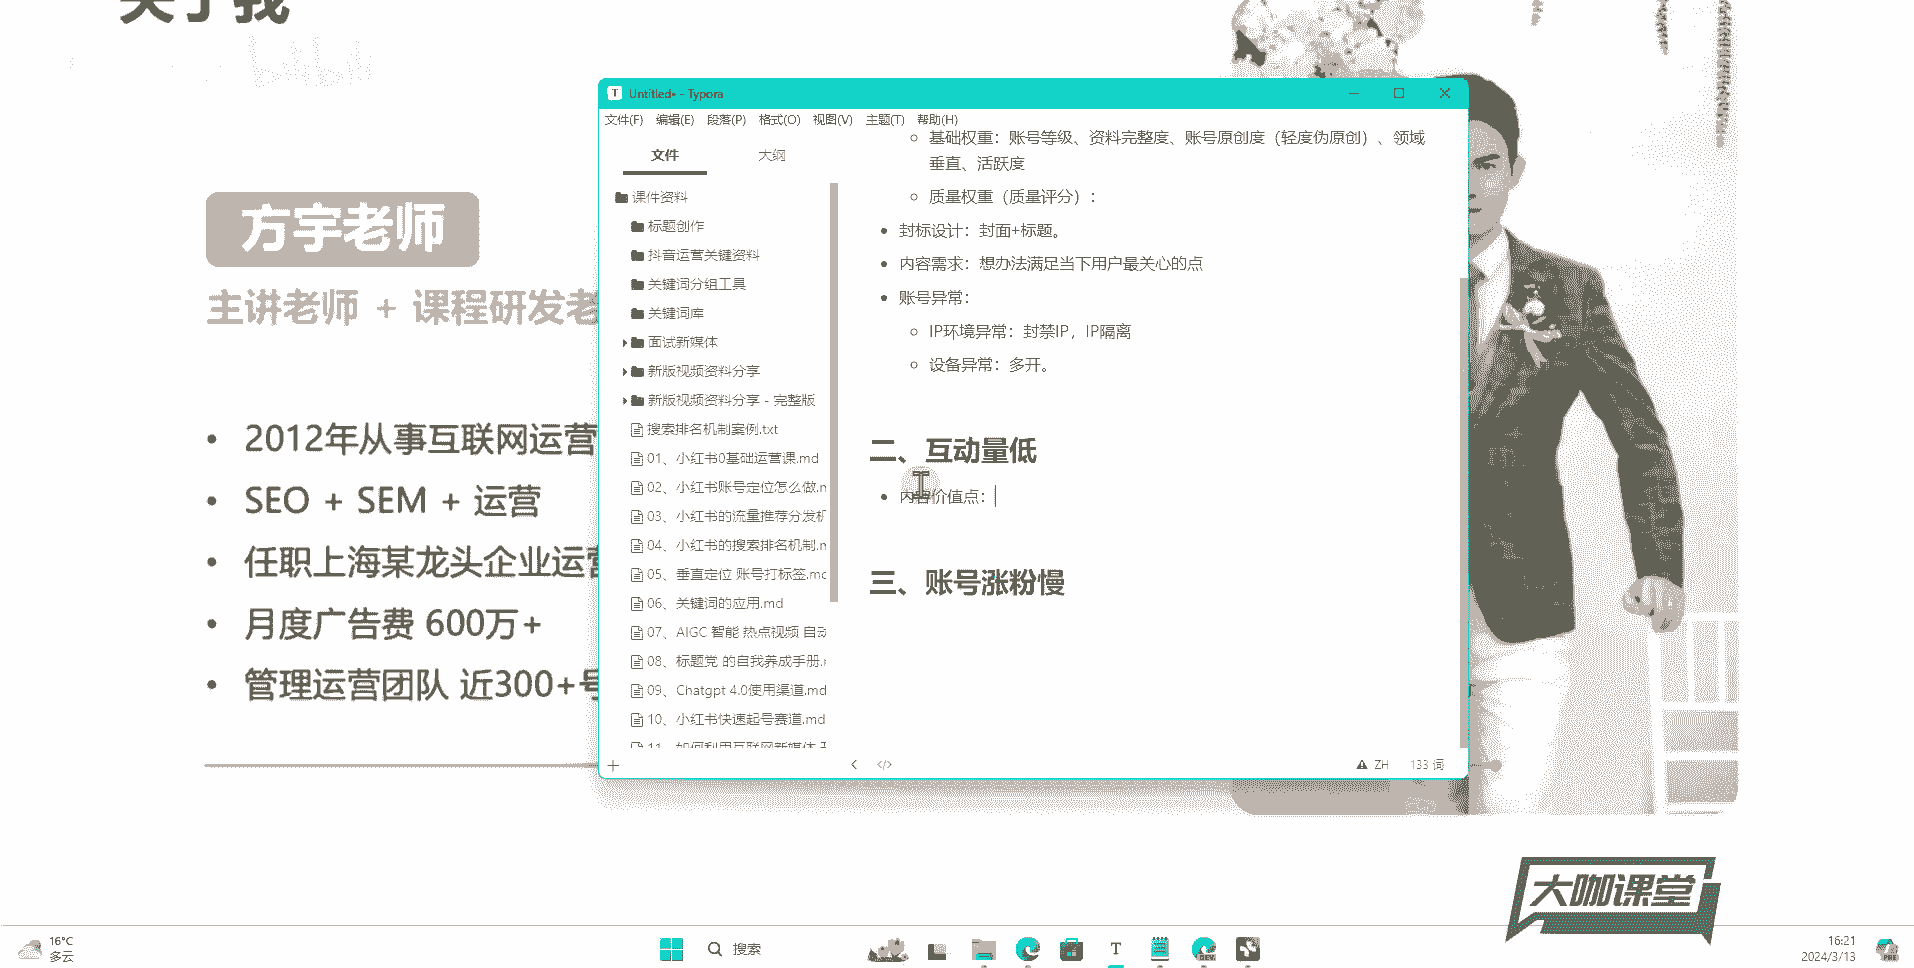 关于我
bilibili
方宇老师
主讲老师 + 课程研发老
• 2012年从事互联网运营
• SEO + SEM + 运营
• 任职上海某龙头企业运营
• 月度广告费 600万+
• 管理运营团队 近300+号
T Untitled• - Typora
文件(F) 编辑(E) 段落(P) 格式(O) 视图(V) 主题(T) 帮助(H)
文件 大纲
课件资料
标题创作
抖音运营关键资料
关键词分组工具
关键词库
面试新媒体
新版视频资料分享
新版视频资料分享 - 完整版
搜索排名机制案例.txt
01、小红书0基础运营课.md
02、小红书账号定位怎么做.m
03、小红书的流量推荐分发机
04、小红书的搜索排名机制.m
05、垂直定位 账号打标签.md
06、关键词的应用.md
07、AIGC 智能 热点视频 自动
08、标题党 的自我养成手册.
09、Chatgpt 4.0使用渠道.md
10、小红书快速起号赛道.md
11、如何利用互联网新媒体
基础权重：账号等级、资料完整度、账号原创度（轻度伪原创）、领域
垂直、活跃度
质量权重（质量评分）：
• 封标设计：封面+标题。
• 内容需求：想办法满足当下用户最关心的点
• 账号异常：
IP环境异常：封禁IP，IP隔离
设备异常：多开。
二、互动量低
• 内容价值点：
三、账号涨粉慢
ZH 133 词
大咖课堂
16°C
多云
搜索
T
DEV
16:21
2024/3/13
PRE